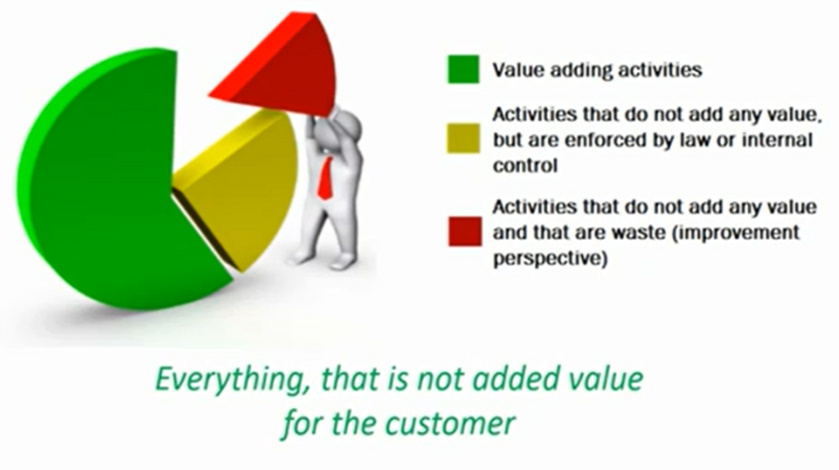 Value adding activities
Activities that do not add any value,
but are enforced by law or internal
control
Activities that do not add any value
and that are waste (improvement
perspective)
Everything, that is not added value
for the customer